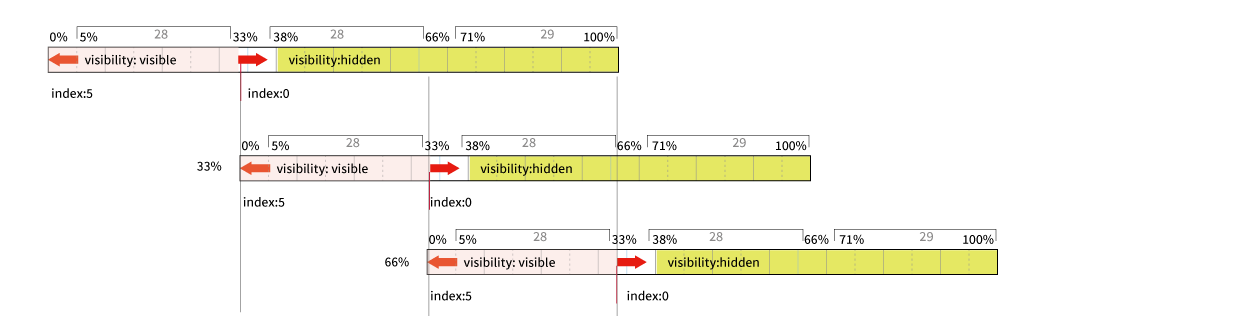 28 28 29
0% 5% 33% 38% 66% 71% 100%
visibility: visible visibility:hidden
index:5 index:0
28 28 29
0% 5% 33% 38% 66% 71% 100%
33% visibility: visible visibility:hidden
index:5 index:0
28 28 29
0% 5% 33% 38% 66% 71% 100%
66% visibility: visible visibility:hidden
index:5 index:0